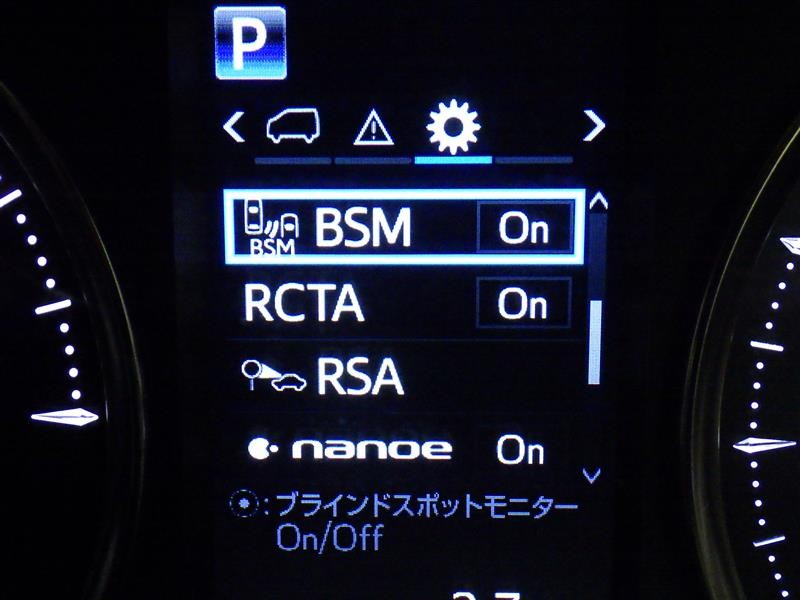 P
BSM BSM On
RCTA On
RSA
nanoe On
:ブラインドスポットモニター
On/Off